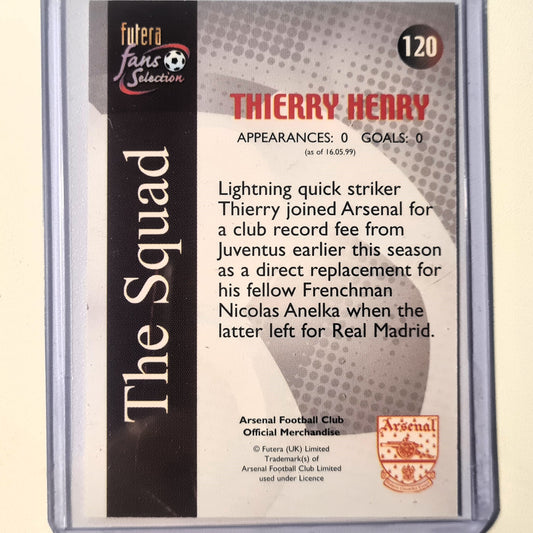 futera
fans
Selection
120
THIERRY HENRY
APPEARANCES: 0 GOALS: 0
(as of 16.05.99)
The Squad
Lightning quick striker
Thierry joined Arsenal for
a club record fee from
Juventus earlier this season
as a direct replacement for
his fellow Frenchman
Nicolas Anelka when the
latter left for Real Madrid.
Arsenal Football Club
Official Merchandise
© Futera (UK) Limited
Trademark(s) of
Arsenal Football Club Limited
used under Licence
Arsenal